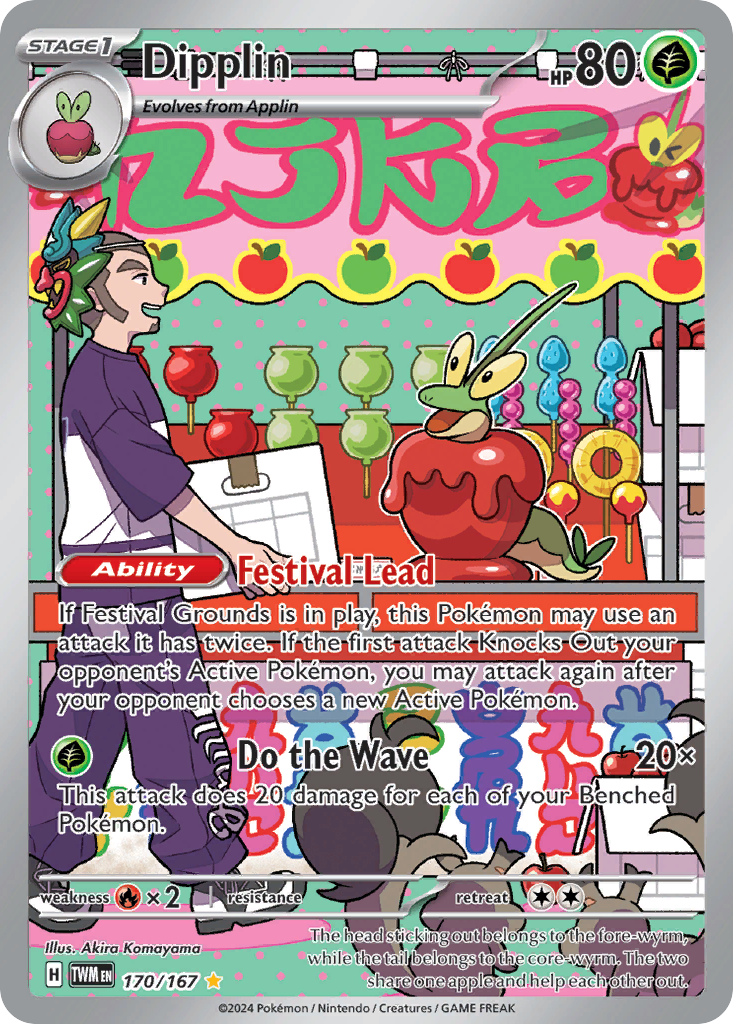 STAGE 1
Dipplin
HP 80
Evolves from Applin
Ability
Festival Lead
If Festival Grounds is in play, this Pokémon may use an
attack it has twice. If the first attack Knocks Out your
opponent's Active Pokémon, you may attack again after
your opponent chooses a new Active Pokémon.
Do the Wave 20×
This attack does 20 damage for each of your Benched
Pokémon.
weakness ×2 resistance retreat
Illus. Akira Komayama
The head sticking out belongs to the fore-wyrm,
while the tail belongs to the core-wyrm. The two
share one apple and help each other out.
H TWM EN 170/167
©2024 Pokémon / Nintendo / Creatures / GAME FREAK